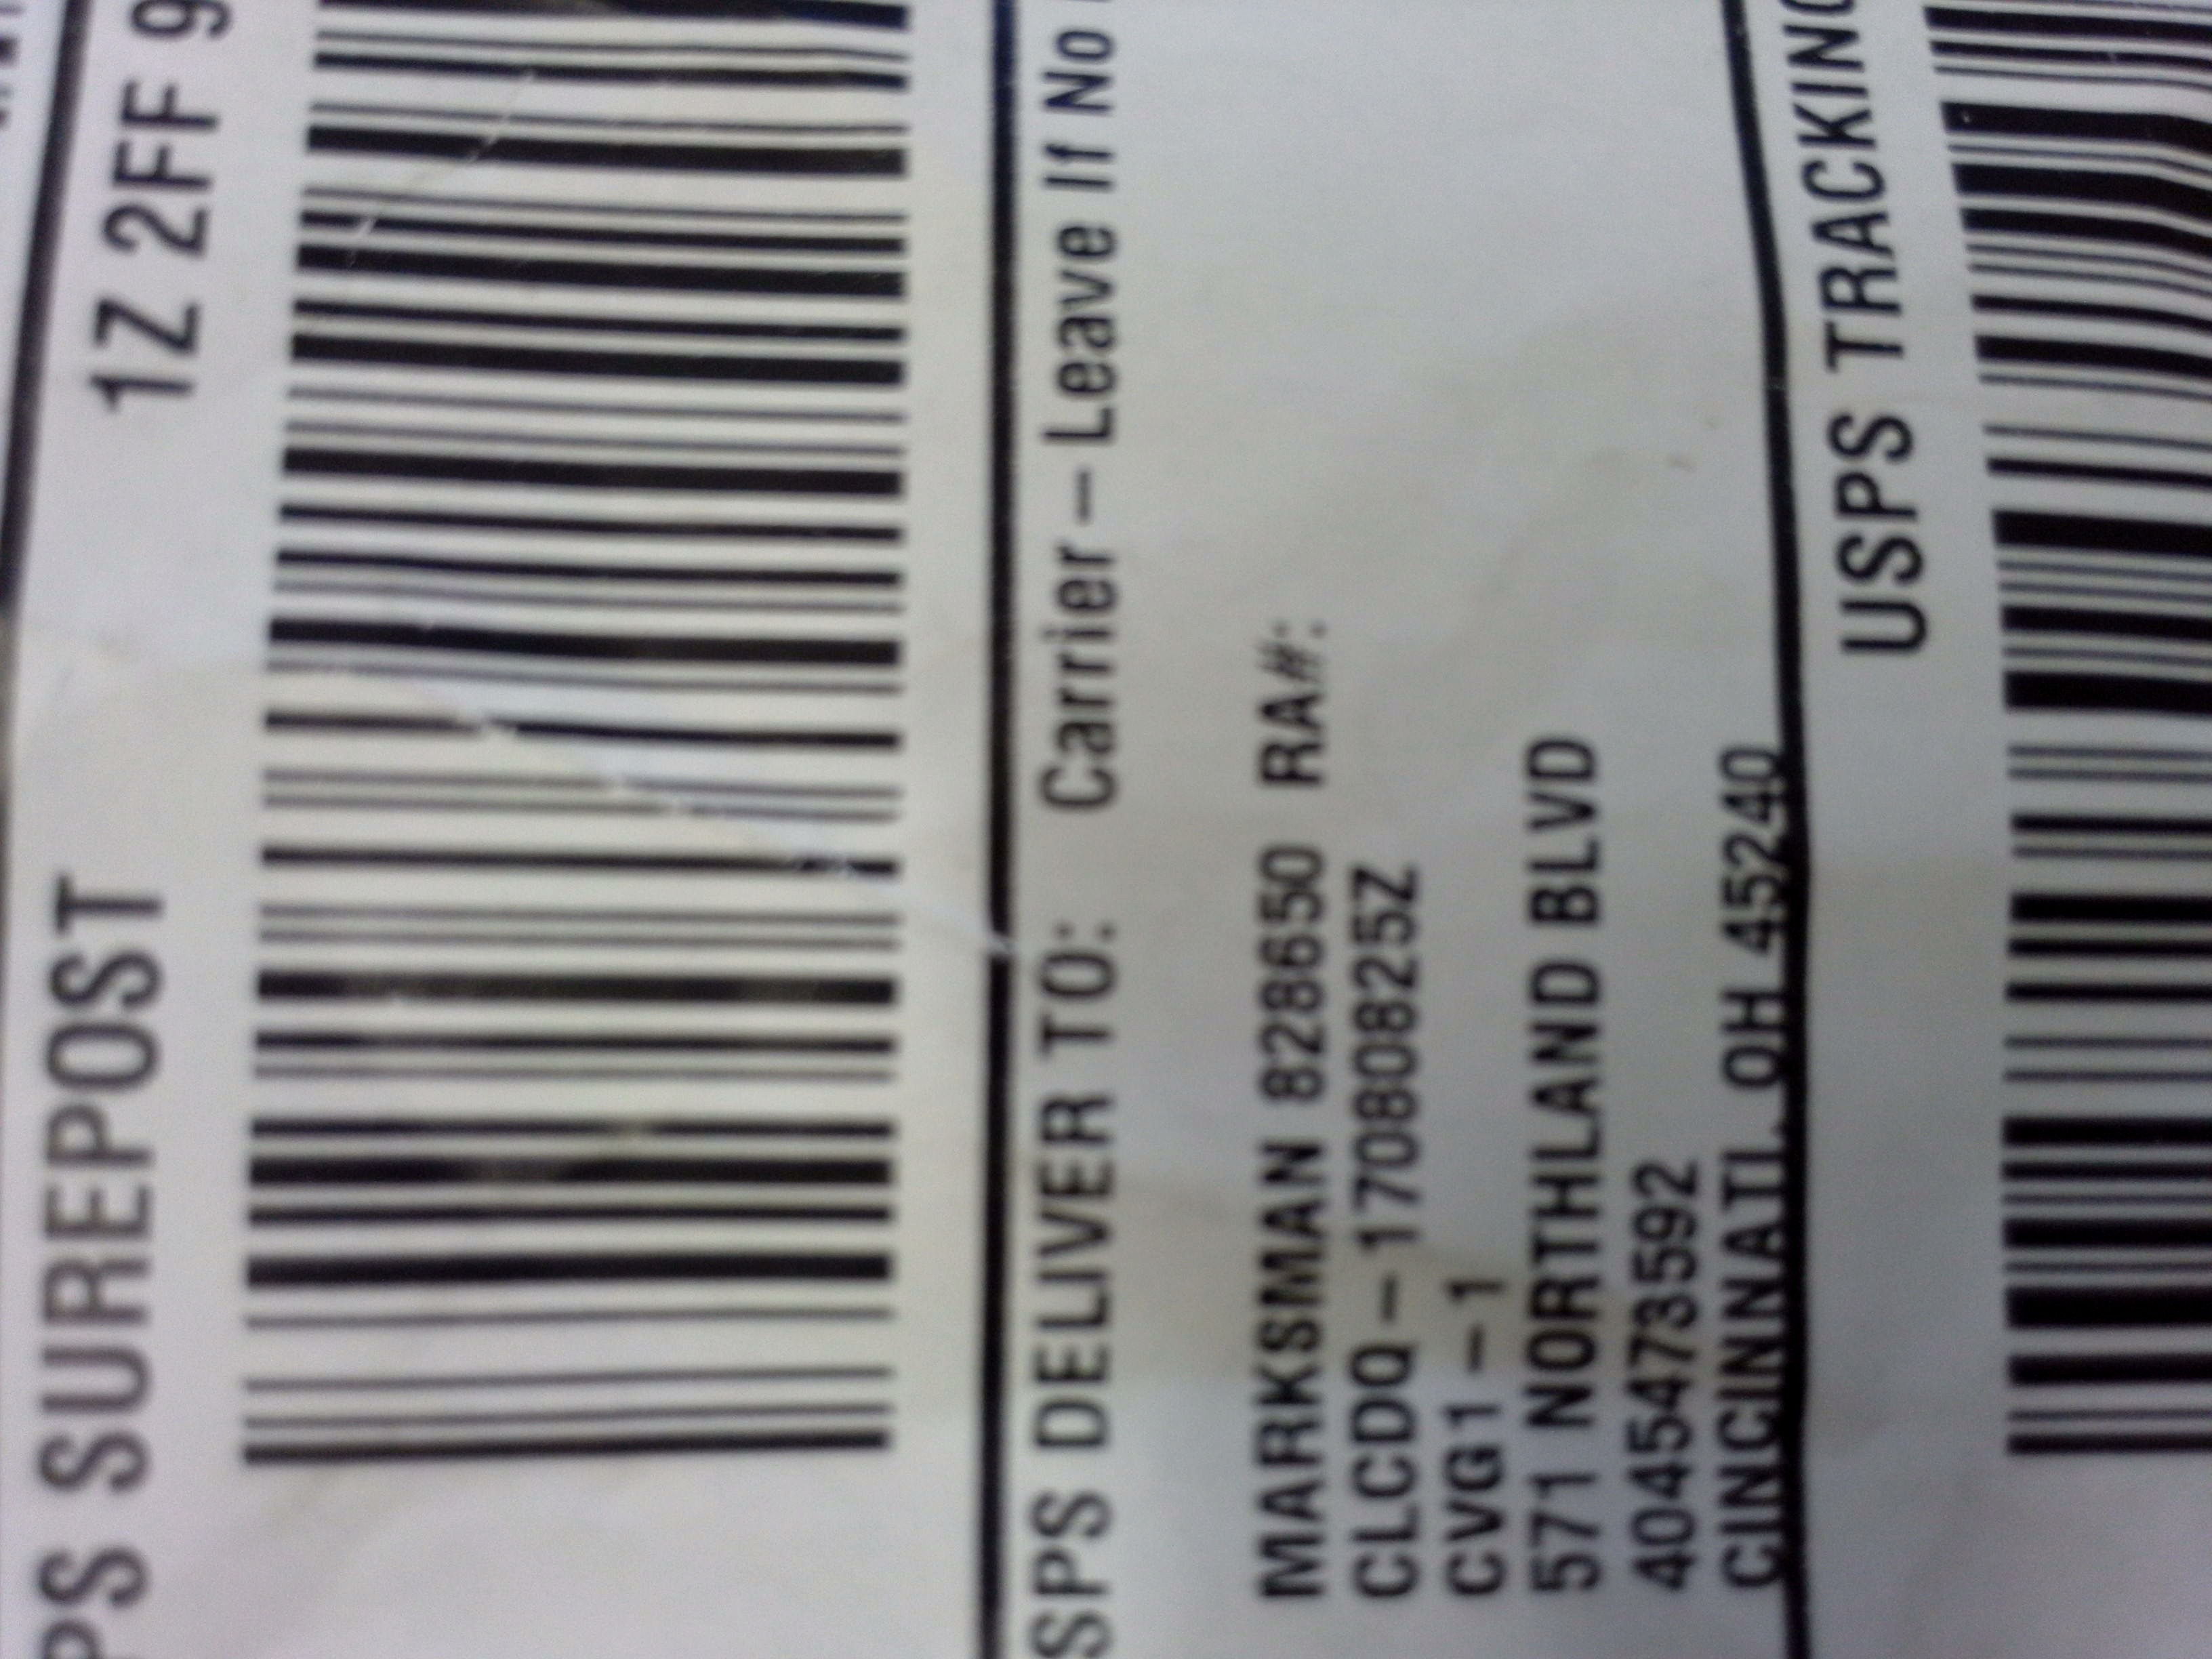 PS SUREPOST
1Z 2FF 9
SPS DELIVER TO: Carrier – Leave If No
MARKSMAN 828650 RA#:
CLCDQ – 170808255Z
CVG1 – 1
571 NORTHLAND BLVD
4045473592
CINCINNATI, OH 45240
USPS TRACKING